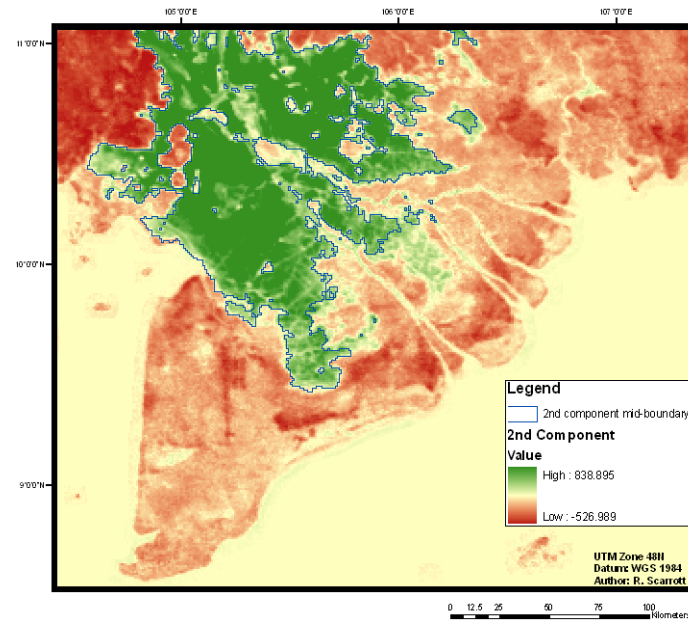 105°0'0"E 106°0'0"E 107°0'0"E
11°0'0"N
10°0'0"N
9°0'0"N
Legend
2nd component mid-boundary
2nd Component
Value
High : 838.895
Low : -526.989
UTM Zone 48N
Datum: WGS 1984
Author: R. Scarrott
0 12.5 25 50 75 100
Kilometers